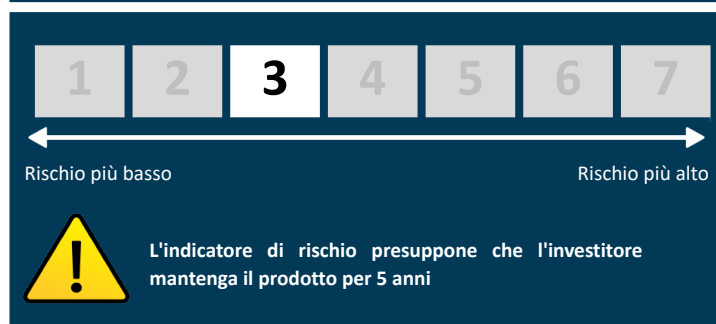 1 2 3 4 5 6 7
Rischio più basso Rischio più alto
!
L'indicatore di rischio presuppone che l'investitore
mantenga il prodotto per 5 anni